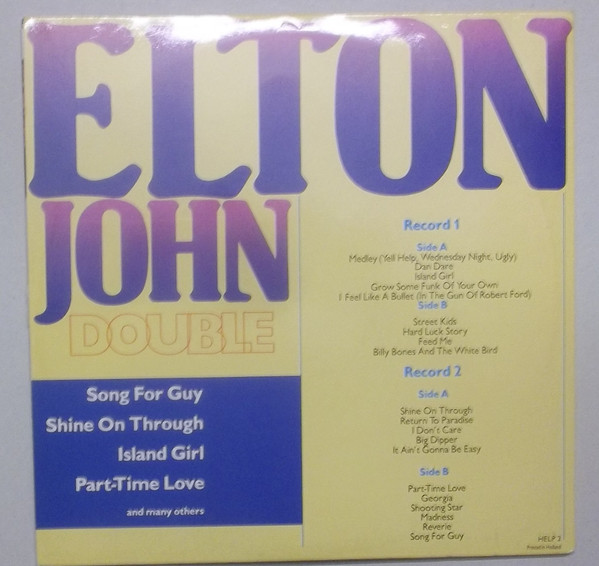 ELTON
JOHN
DOUBLE
Song For Guy
Shine On Through
Island Girl
Part-Time Love
and many others
Record 1
Side A
Medley (Yell Help, Wednesday Night, Ugly)
Dan Dare
Island Girl
Grow Some Funk Of Your Own
I Feel Like A Bullet (In The Gun Of Robert Ford)
Side B
Street Kids
Hard Luck Story
Feed Me
Billy Bones And The White Bird
Record 2
Side A
Shine On Through
Return To Paradise
I Don't Care
Big Dipper
It Ain't Gonna Be Easy
Side B
Part-Time Love
Georgia
Shooting Star
Madness
Reverie
Song For Guy
HELP 2